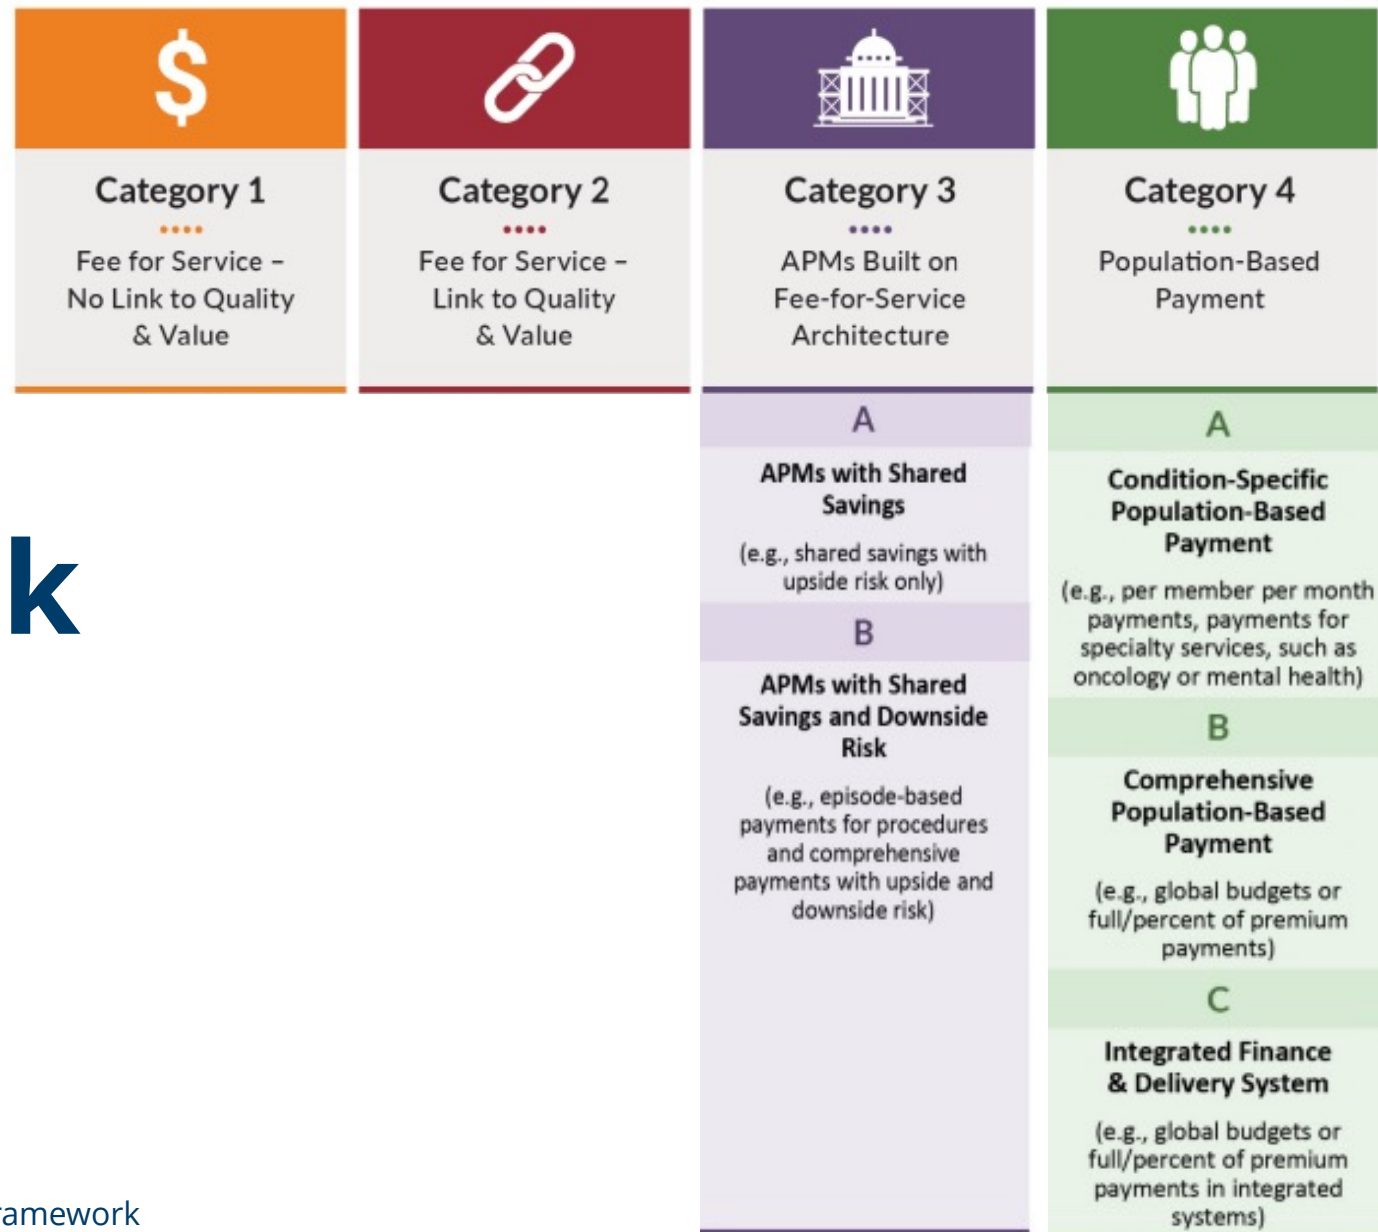 Category 1
Fee for Service –
No Link to Quality
& Value
Category 2
Fee for Service –
Link to Quality
& Value
Category 3
APMs Built on
Fee-for-Service
Architecture
Category 4
Population-Based
Payment
A
APMs with Shared
Savings
(e.g., shared savings with
upside risk only)
B
APMs with Shared
Savings and Downside
Risk
(e.g., episode-based
payments for procedures
and comprehensive
payments with upside and
downside risk)
A
Condition-Specific
Population-Based
Payment
(e.g., per member per month
payments, payments for
specialty services, such as
oncology or mental health)
B
Comprehensive
Population-Based
Payment
(e.g., global budgets or
full/percent of premium
payments)
C
Integrated Finance
& Delivery System
(e.g., global budgets or
full/percent of premium
payments in integrated
systems)
k
ramework